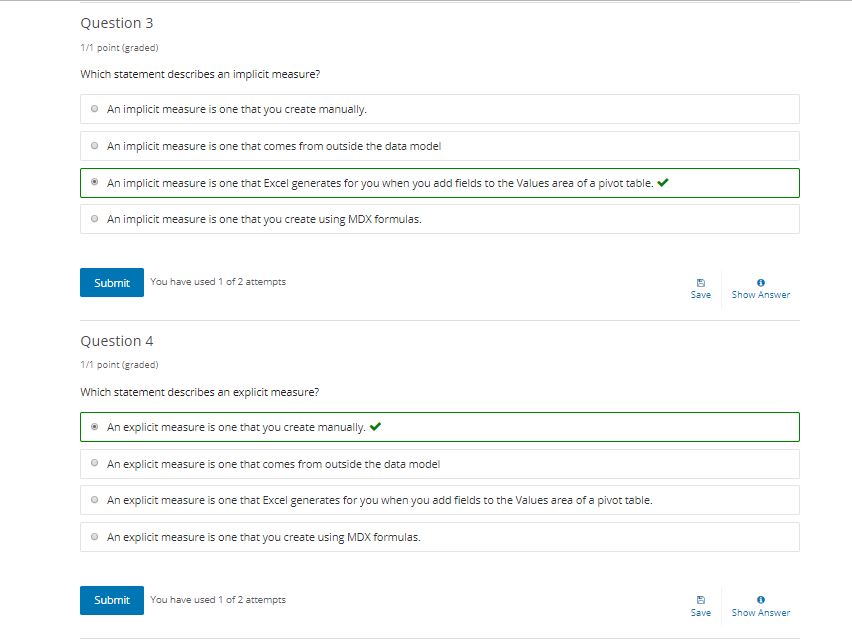 Question 3
1/1 point (graded)
Which statement describes an implicit measure?
An implicit measure is one that you create manually.
An implicit measure is one that comes from outside the data model
An implicit measure is one that Excel generates for you when you add fields to the Values area of a pivot table.
An implicit measure is one that you create using MDX formulas.
Submit You have used 1 of 2 attempts
Save Show Answer
Question 4
1/1 point (graded)
Which statement describes an explicit measure?
An explicit measure is one that you create manually.
An explicit measure is one that comes from outside the data model
An explicit measure is one that Excel generates for you when you add fields to the Values area of a pivot table.
An explicit measure is one that you create using MDX formulas.
Submit You have used 1 of 2 attempts
Save Show Answer